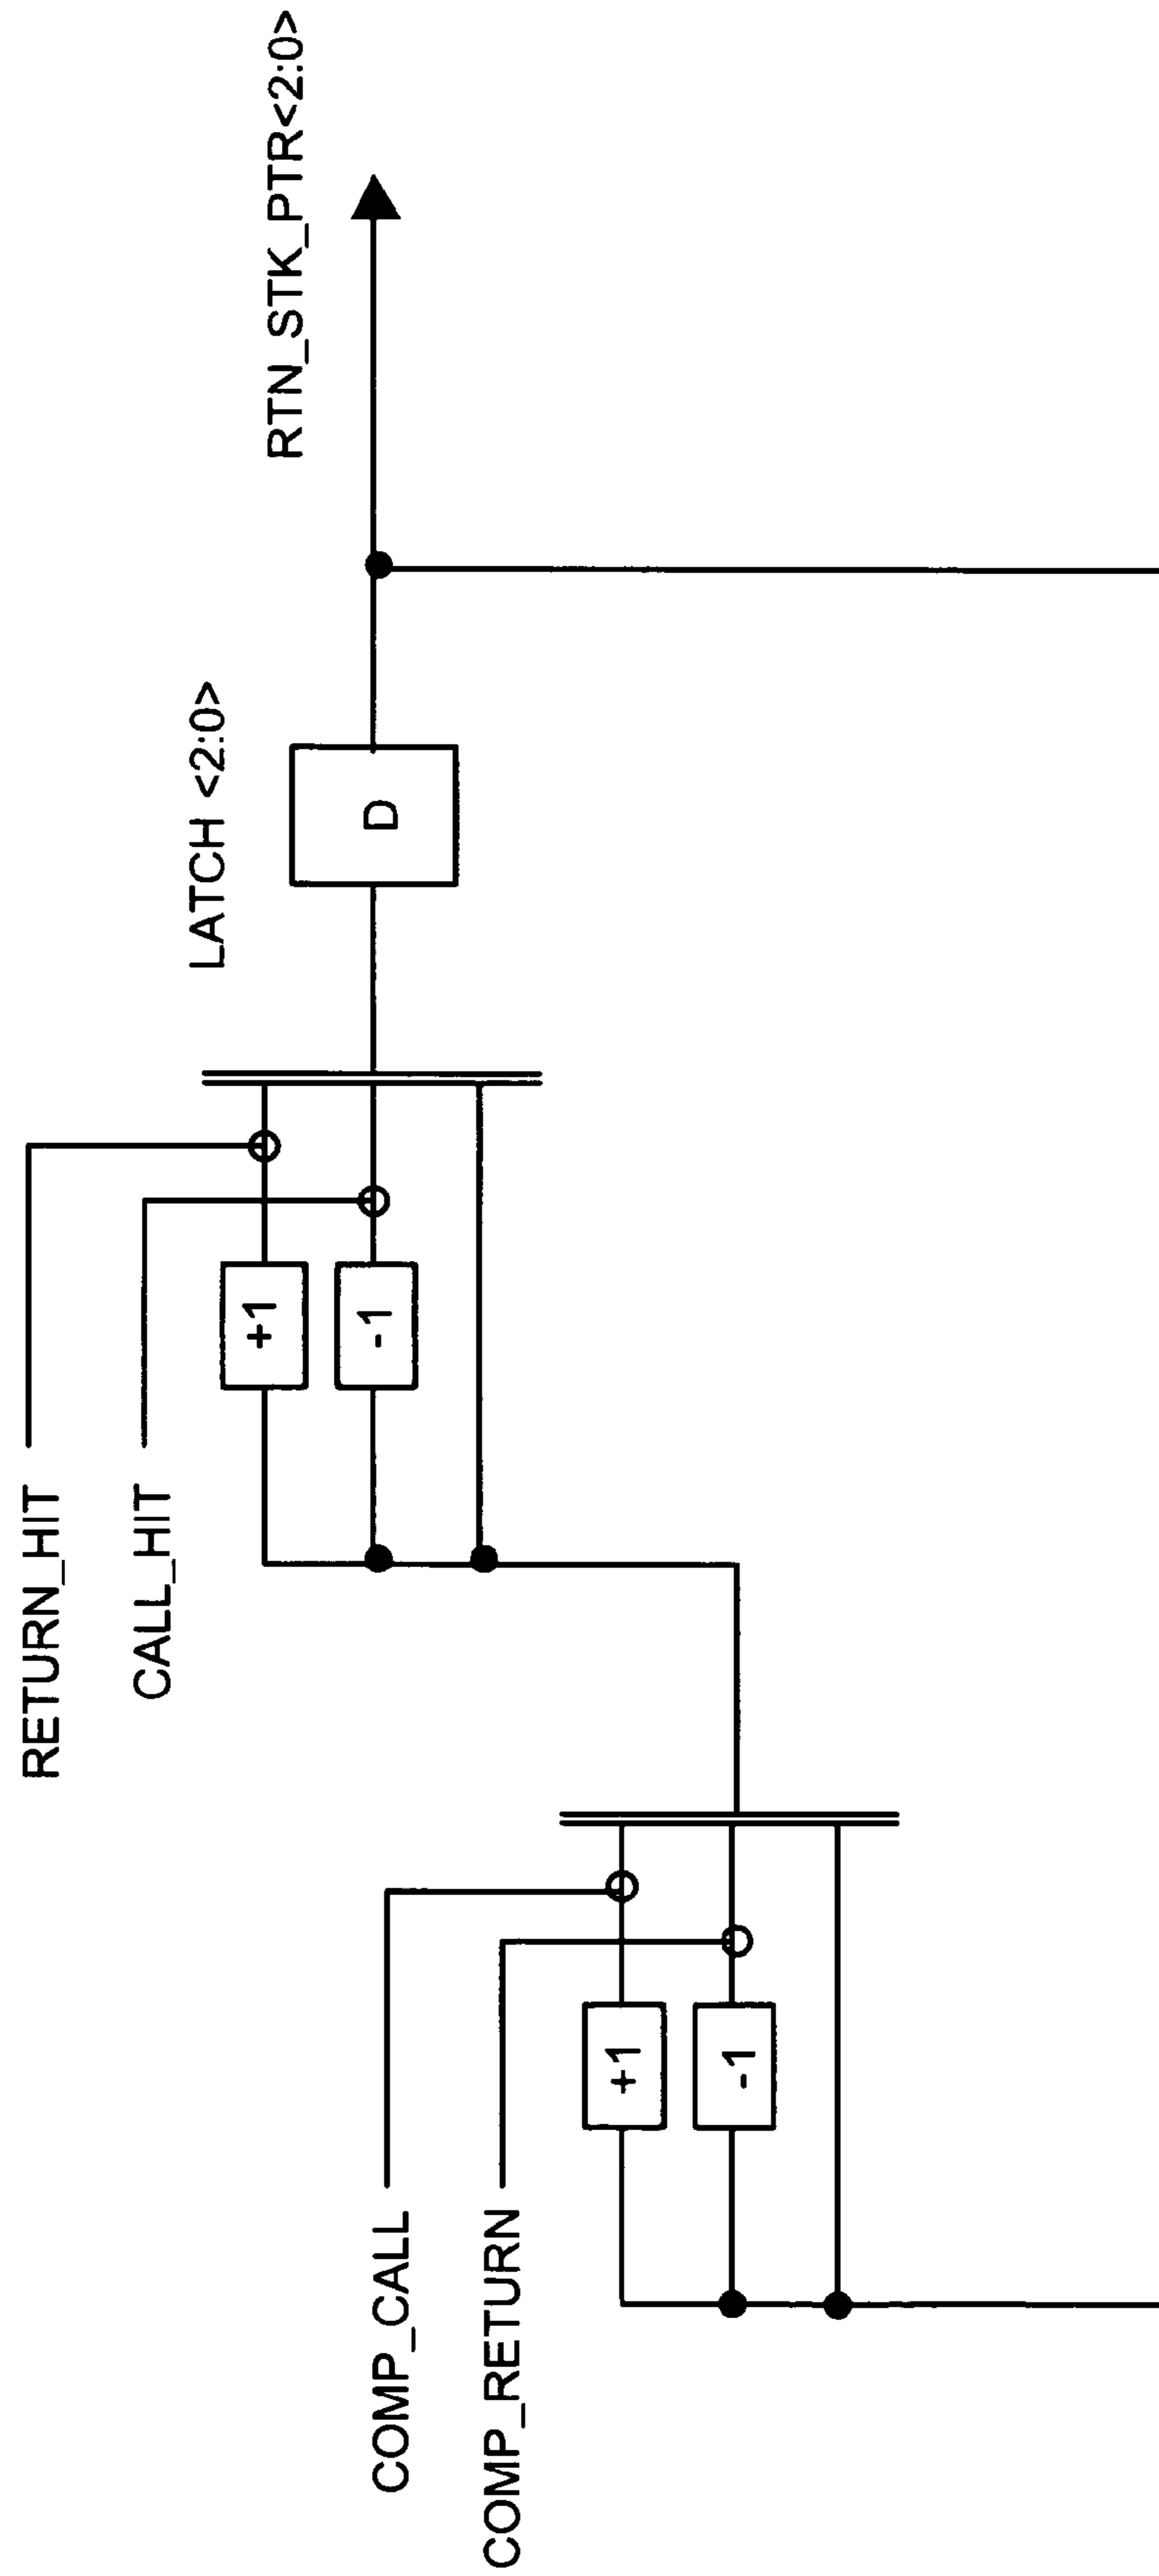 RETURN_HIT
CALL_HIT
LATCH <2:0>
RTN_STK_PTR<2:0>
+1
-1
D
COMP_CALL
COMP_RETURN
+1
-1